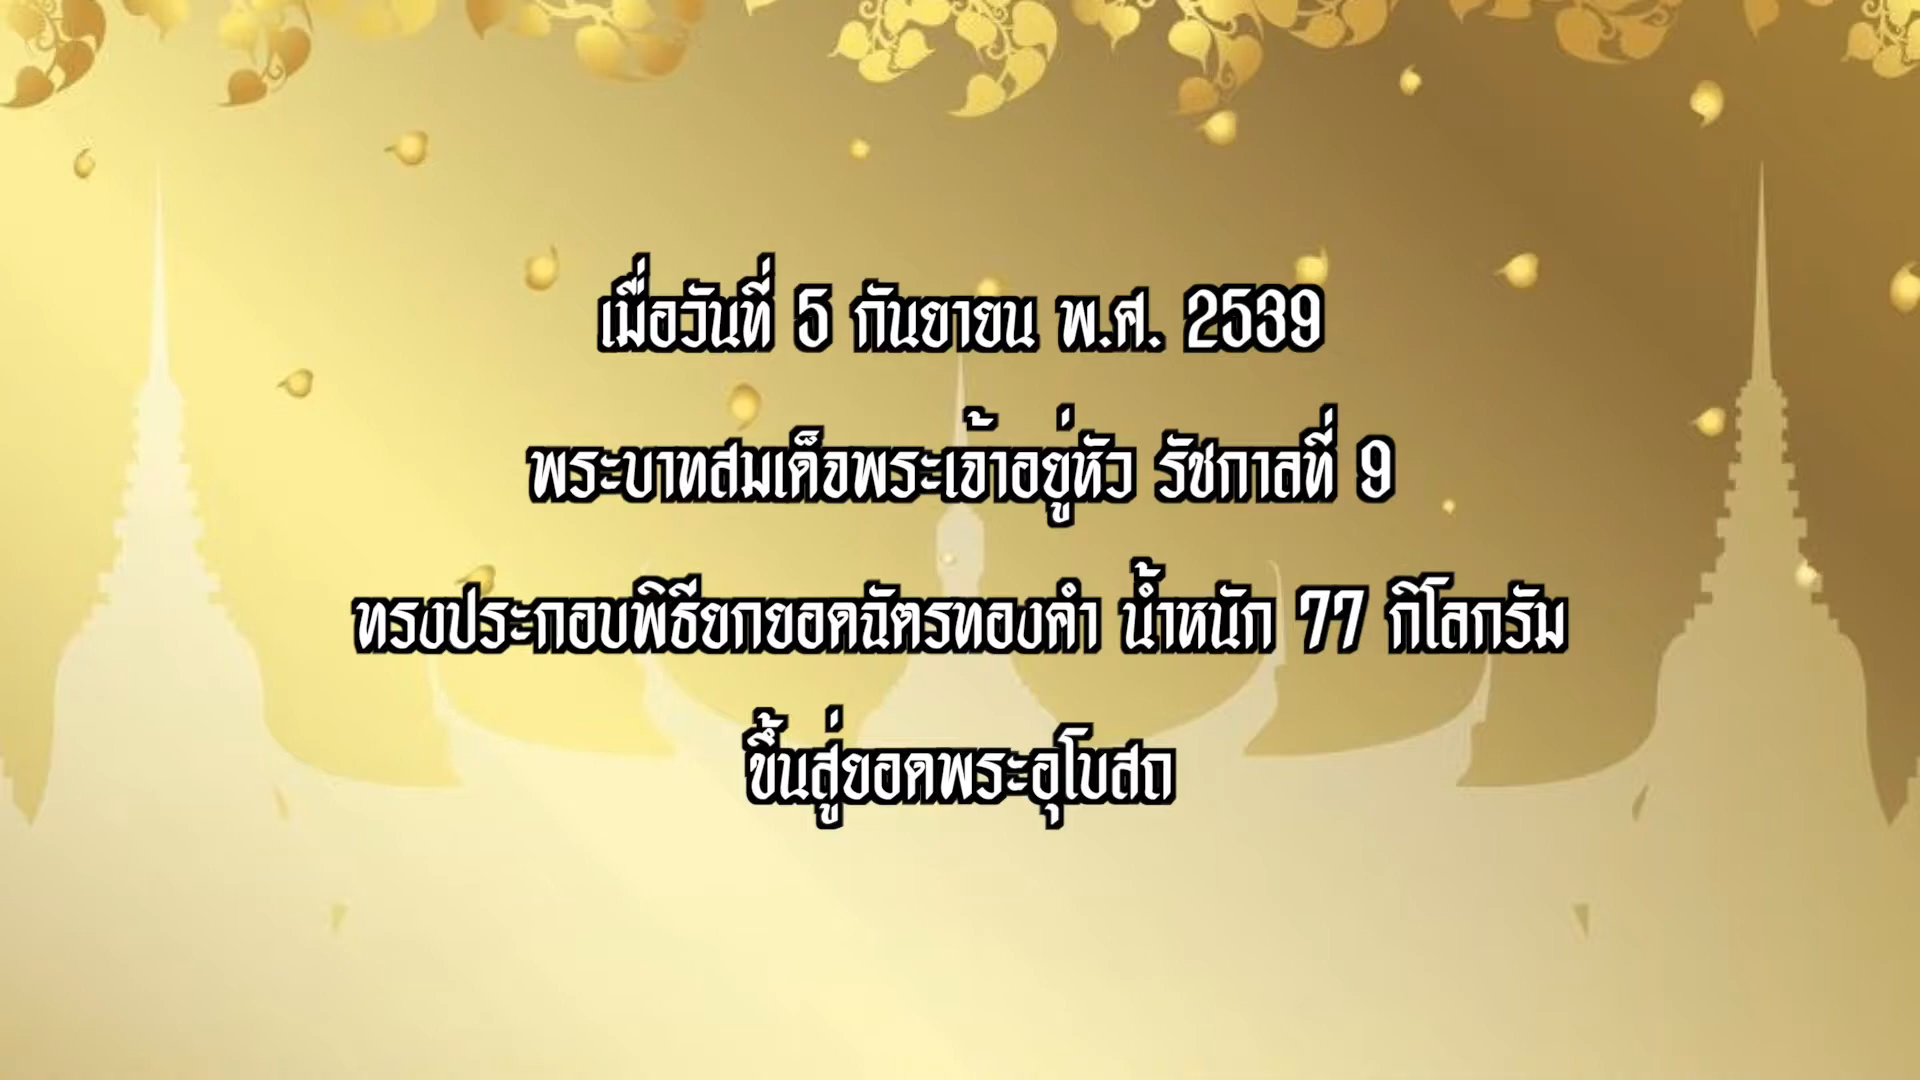 เมื่อวันที่ 5 กันยายน พ.ศ. 2539
พระบาทสมเด็จพระเจ้าอยู่หัว รัชกาลที่ 9
ทรงประกอบพิธียกยอดฉัตรทองคำ น้ำหนัก 77 กิโลกรัม
ขึ้นสู่ยอดพระอุโบสถ